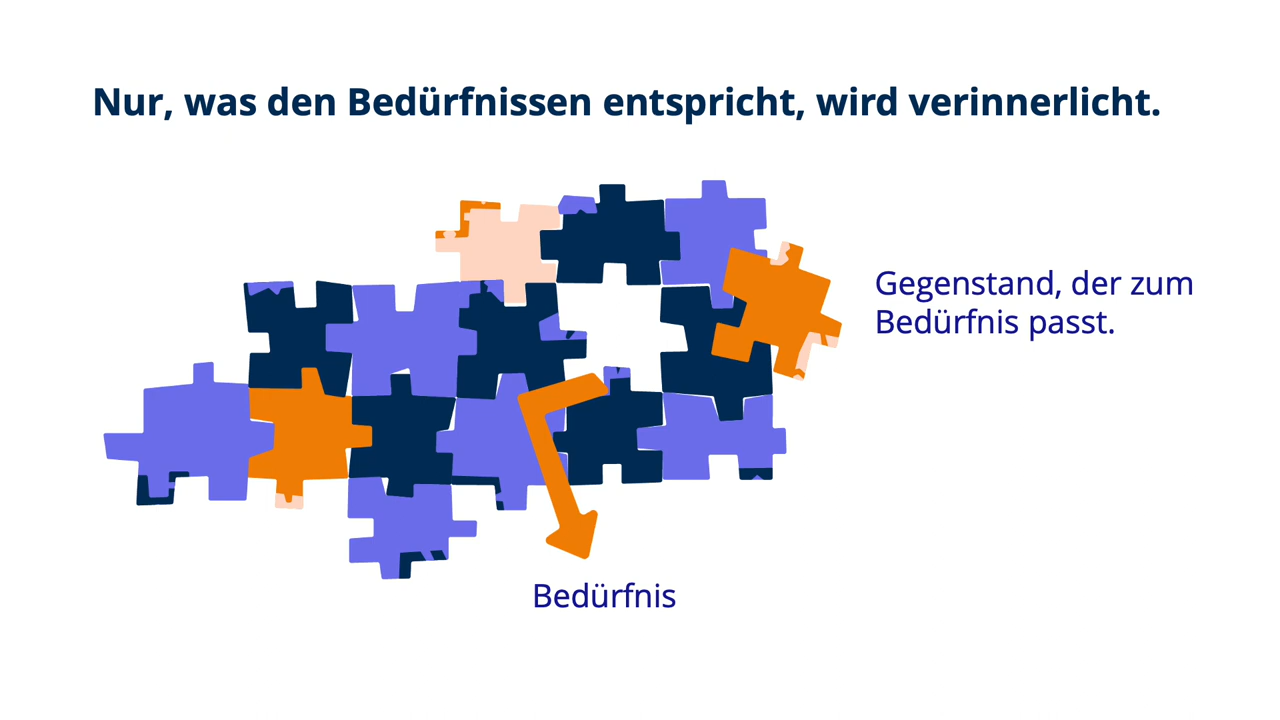 Nur, was den Bedürfnissen entspricht, wird verinnerlicht.
Gegenstand, der zum
Bedürfnis passt.
Bedürfnis